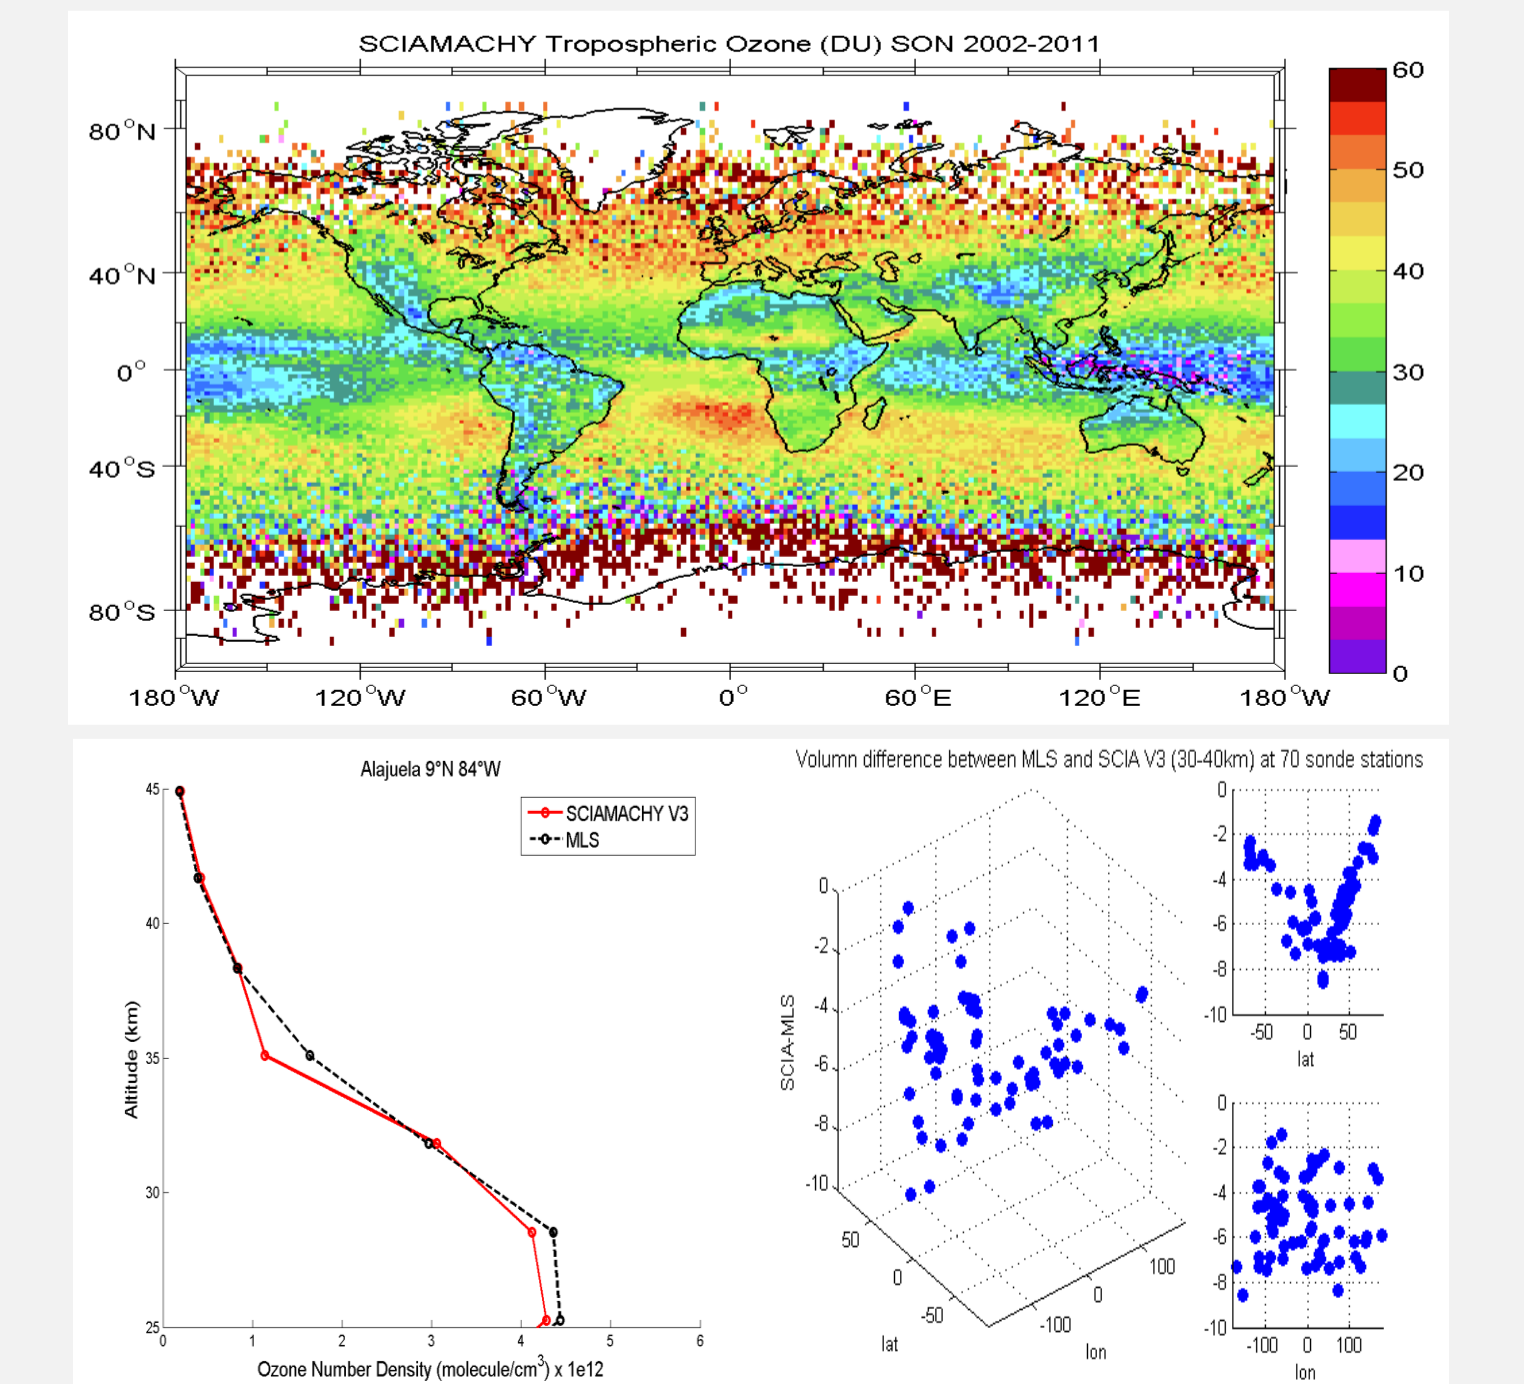 SCIAMACHY Tropospheric Ozone (DU) SON 2002-2011
80°N
40°N
0°
40°S
80°S
180°W 120°W 60°W 0° 60°E 120°E 180°W
60
50
40
30
20
10
0
Alajuela 9°N 84°W
SCIAMACHY V3
MLS
45
40
35
30
25
0 1 2 3 4 5 6
Altitude (km)
Ozone Number Density (molecule/cm³) x 1e12
Volumn difference between MLS and SCIA V3 (30-40km) at 70 sonde stations
0
-2
-4
-6
-8
-10
SCIA-MLS
50
0
-50
lat
-100
0
100
lon
0
-2
-4
-6
-8
-10
-50 0 50
lat
0
-2
-4
-6
-8
-10
-100 0 100
lon